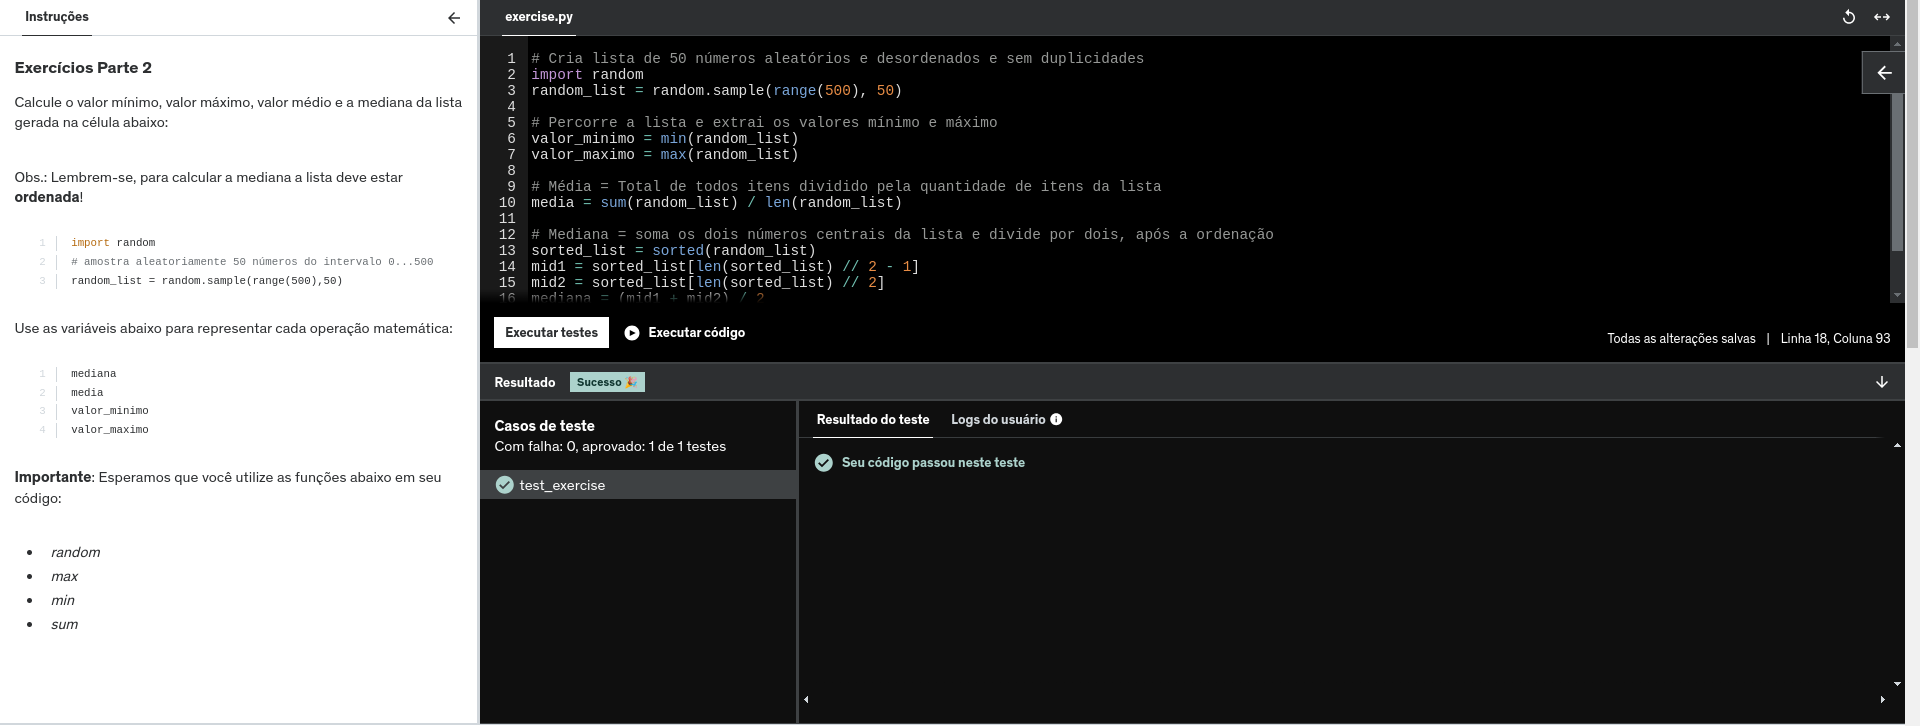 Instruções
Exercícios Parte 2
Calcule o valor mínimo, valor máximo, valor médio e a mediana da lista
gerada na célula abaixo:
Obs.: Lembrem-se, para calcular a mediana a lista deve estar
ordenada!
1 import random
2 # amostra aleatoriamente 50 números do intervalo 0...500
3 random_list = random.sample(range(500),50)
Use as variáveis abaixo para representar cada operação matemática:
1 mediana
2 media
3 valor_minimo
4 valor_maximo
Importante: Esperamos que você utilize as funções abaixo em seu
código:
• random
• max
• min
• sum
exercise.py
1 # Cria lista de 50 números aleatórios e desordenados e sem duplicidades
2 import random
3 random_list = random.sample(range(500), 50)
4
5 # Percorre a lista e extrai os valores mínimo e máximo
6 valor_minimo = min(random_list)
7 valor_maximo = max(random_list)
8
9 # Média = Total de todos itens dividido pela quantidade de itens da lista
10 media = sum(random_list) / len(random_list)
11
12 # Mediana = soma os dois números centrais da lista e divide por dois, após a ordenação
13 sorted_list = sorted(random_list)
14 mid1 = sorted_list[len(sorted_list) // 2 - 1]
15 mid2 = sorted_list[len(sorted_list) // 2]
16 mediana = (mid1 + mid2) / 2
Executar testes Executar código
Todas as alterações salvas | Linha 18, Coluna 93
Resultado Sucesso 🎉
Casos de teste
Com falha: 0, aprovado: 1 de 1 testes
test_exercise
Resultado do teste Logs do usuário
Seu código passou neste teste